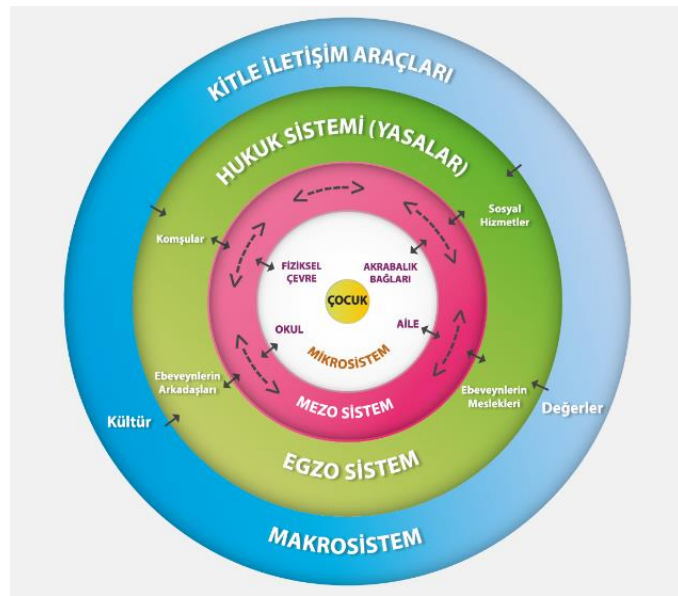 KİTLE İLETİŞİM ARAÇLARI
HUKUK SİSTEMİ (YASALAR)
Komşular
Sosyal
Hizmetler
FİZİKSEL
ÇEVRE
AKRABALIK
BAĞLARI
ÇOCUK
OKUL
AİLE
MİKROSİSTEM
Ebeveynlerin
Arkadaşları
Ebeveynlerin
Meslekleri
MEZO SİSTEM
Kültür
Değerler
EGZO SİSTEM
MAKROSİSTEM